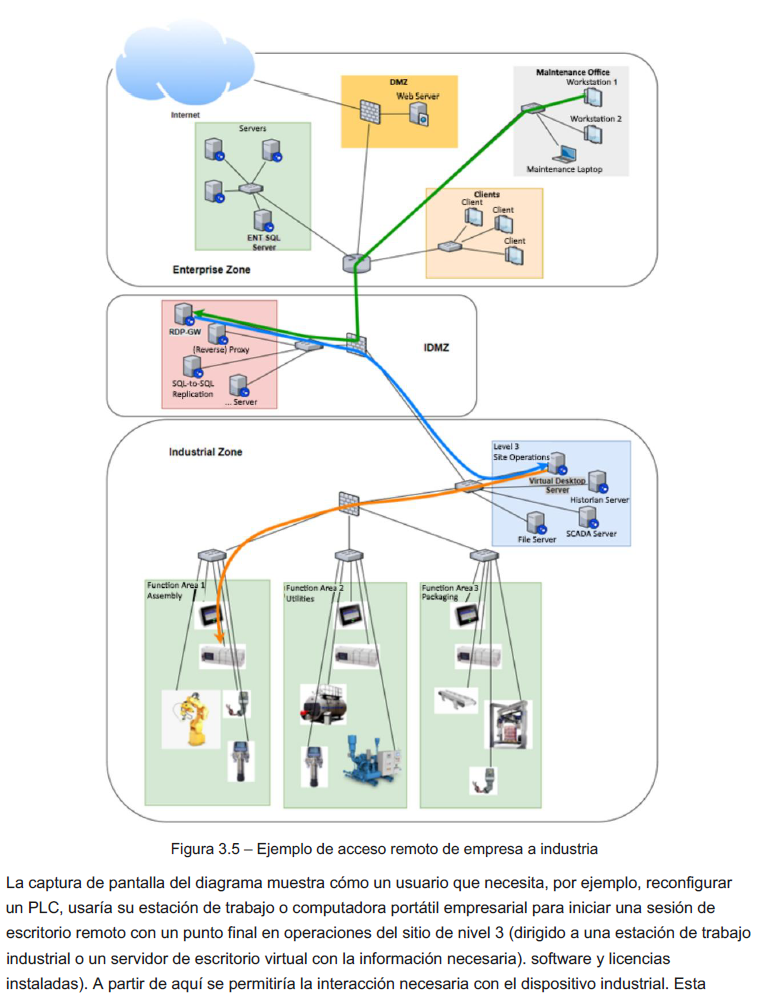 Internet
DMZ
Web Server
Maintenance Office
Workstation 1
Workstation 2
Maintenance Laptop
Servers
ENT SQL
Server
Clients
Client
Client
Client
Enterprise Zone
RDP-GW
(Reverse) Proxy
SQL-to-SQL
Replication
... Server
IDMZ
Industrial Zone
Level 3
Site Operations
Virtual Desktop
Server
Historian Server
File Server
SCADA Server
Function Area 1
Assembly
Function Area 2
Utilities
Function Area 3
Packaging
Figura 3.5 – Ejemplo de acceso remoto de empresa a industria
La captura de pantalla del diagrama muestra cómo un usuario que necesita, por ejemplo, reconfigurar
un PLC, usaría su estación de trabajo o computadora portátil empresarial para iniciar una sesión de
escritorio remoto con un punto final en operaciones del sitio de nivel 3 (dirigido a una estación de trabajo
industrial o un servidor de escritorio virtual con la información necesaria). software y licencias
instaladas). A partir de aquí se permitiría la interacción necesaria con el dispositivo industrial. Esta